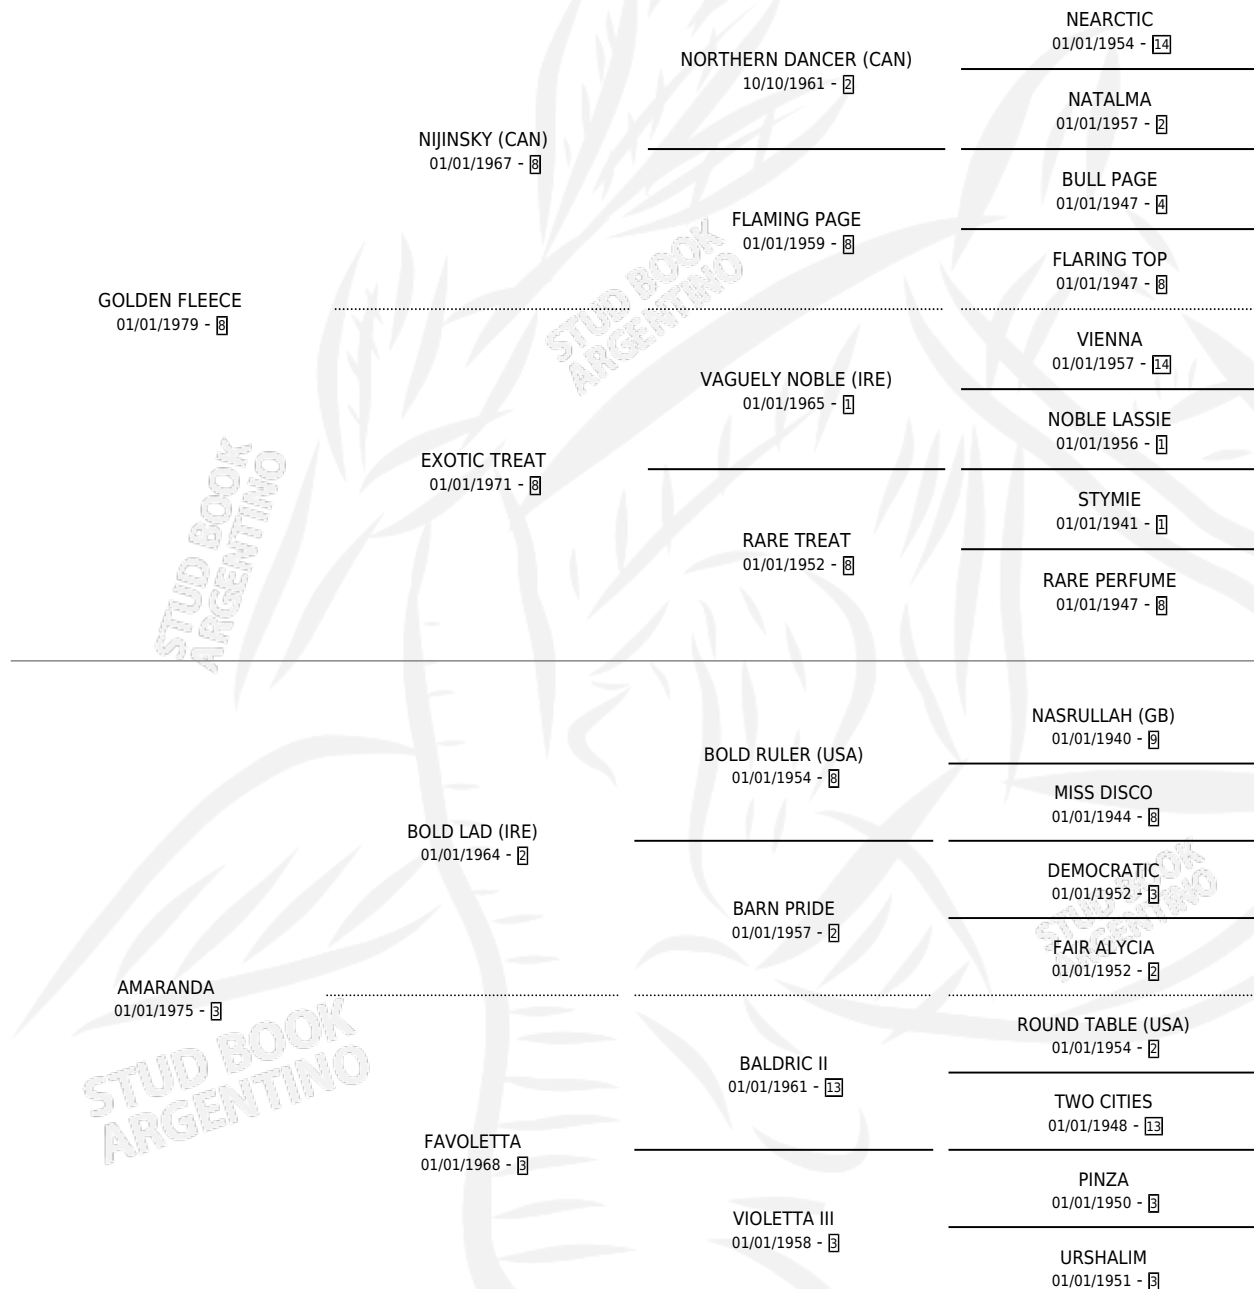 NEARCTIC
01/01/1954 - 14
NORTHERN DANCER (CAN)
10/10/1961 - 2
NATALMA
01/01/1957 - 2
NIJINSKY (CAN)
01/01/1967 - 8
BULL PAGE
01/01/1947 - 4
FLAMING PAGE
01/01/1959 - 8
FLARING TOP
01/01/1947 - 8
GOLDEN FLEECE
01/01/1979 - 8
VIENNA
01/01/1957 - 14
VAGUELY NOBLE (IRE)
01/01/1965 - 1
NOBLE LASSIE
01/01/1956 - 1
EXOTIC TREAT
01/01/1971 - 8
STYMIE
01/01/1941 - 1
RARE TREAT
01/01/1952 - 8
RARE PERFUME
01/01/1947 - 8
NASRULLAH (GB)
01/01/1940 - 9
BOLD RULER (USA)
01/01/1954 - 8
MISS DISCO
01/01/1944 - 8
BOLD LAD (IRE)
01/01/1964 - 2
DEMOCRATIC
01/01/1952 - 3
BARN PRIDE
01/01/1957 - 2
FAIR ALYCIA
01/01/1952 - 2
AMARANDA
01/01/1975 - 3
ROUND TABLE (USA)
01/01/1954 - 2
BALDRIC II
01/01/1961 - 13
TWO CITIES
01/01/1948 - 13
FAVOLETTA
01/01/1968 - 3
PINZA
01/01/1950 - 3
VIOLETTA III
01/01/1958 - 3
URSHALIM
01/01/1951 - 3
STUD BOOK
ARGENTINO
STUD BOOK
ARGENTINO
STUD BOOK
ARGENTINO
STUD BOOK
ARGENTINO